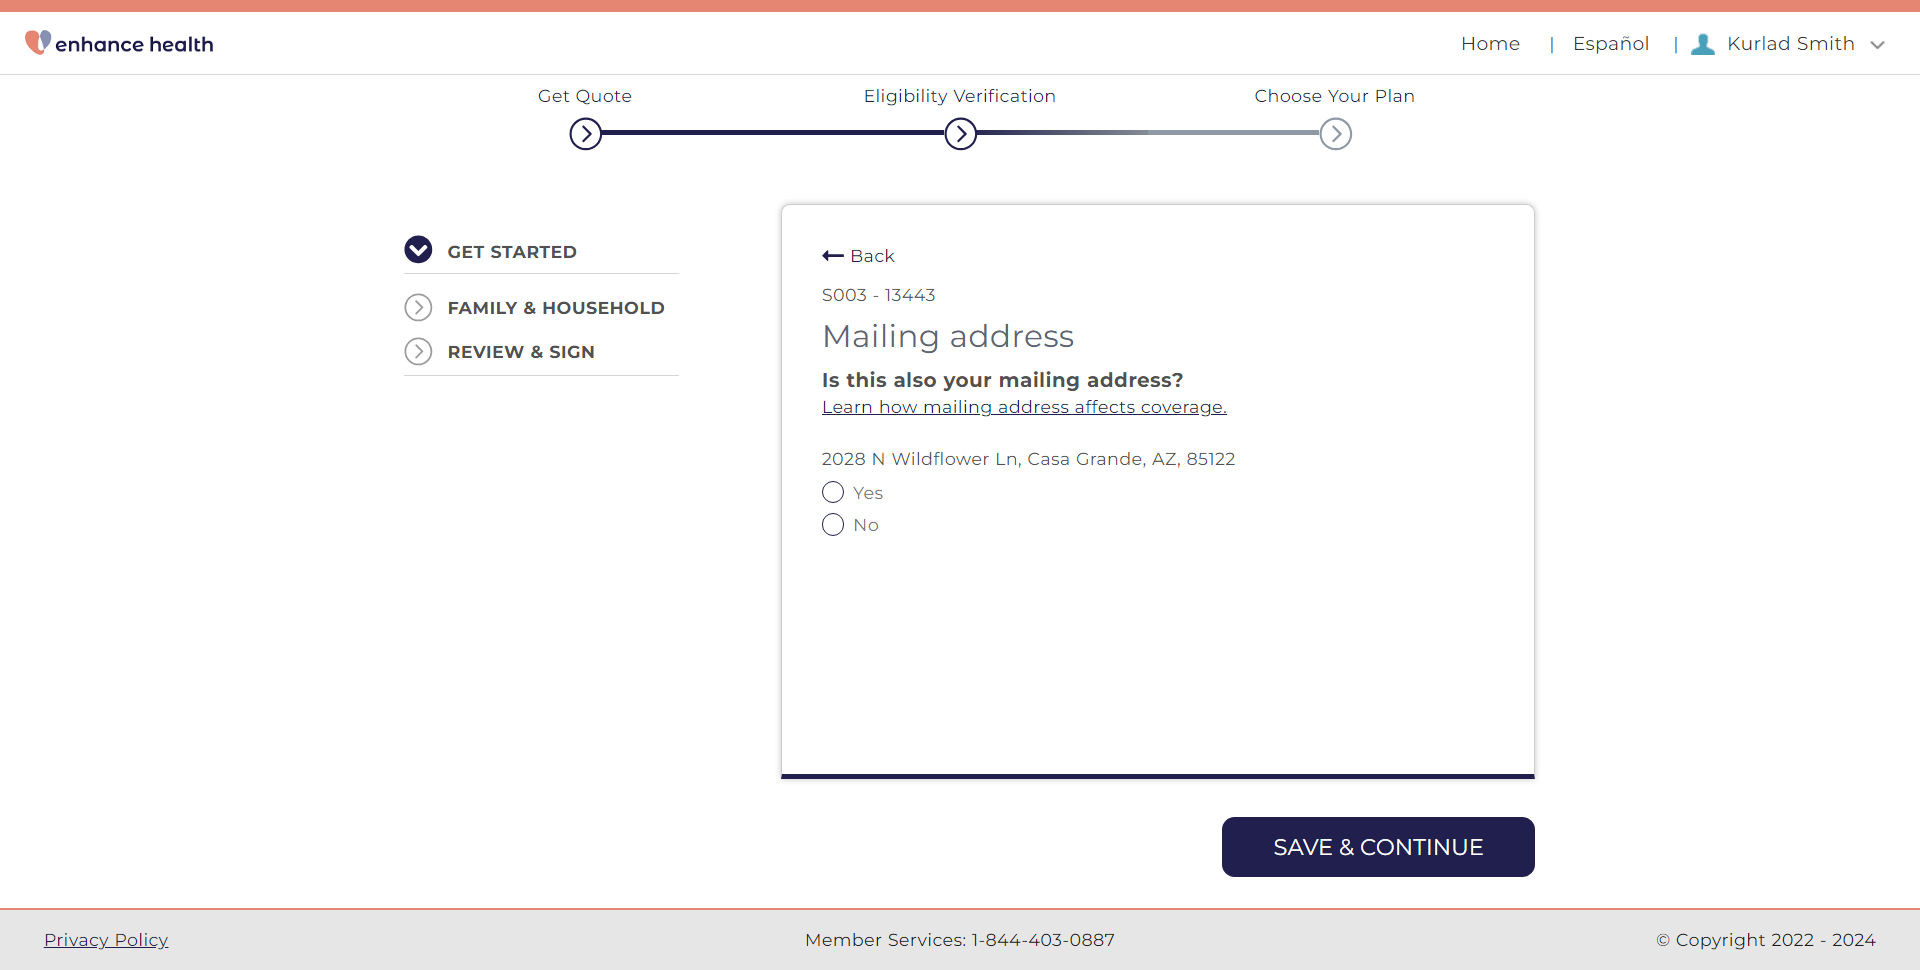 enhance health
Home | Español | Kurlad Smith
Get Quote
Eligibility Verification
Choose Your Plan
GET STARTED
FAMILY & HOUSEHOLD
REVIEW & SIGN
Back
S003 - 13443
Mailing address
Is this also your mailing address?
Learn how mailing address affects coverage.
2028 N Wildflower Ln, Casa Grande, AZ, 85122
Yes
No
SAVE & CONTINUE
Privacy Policy
Member Services: 1-844-403-0887
© Copyright 2022 - 2024